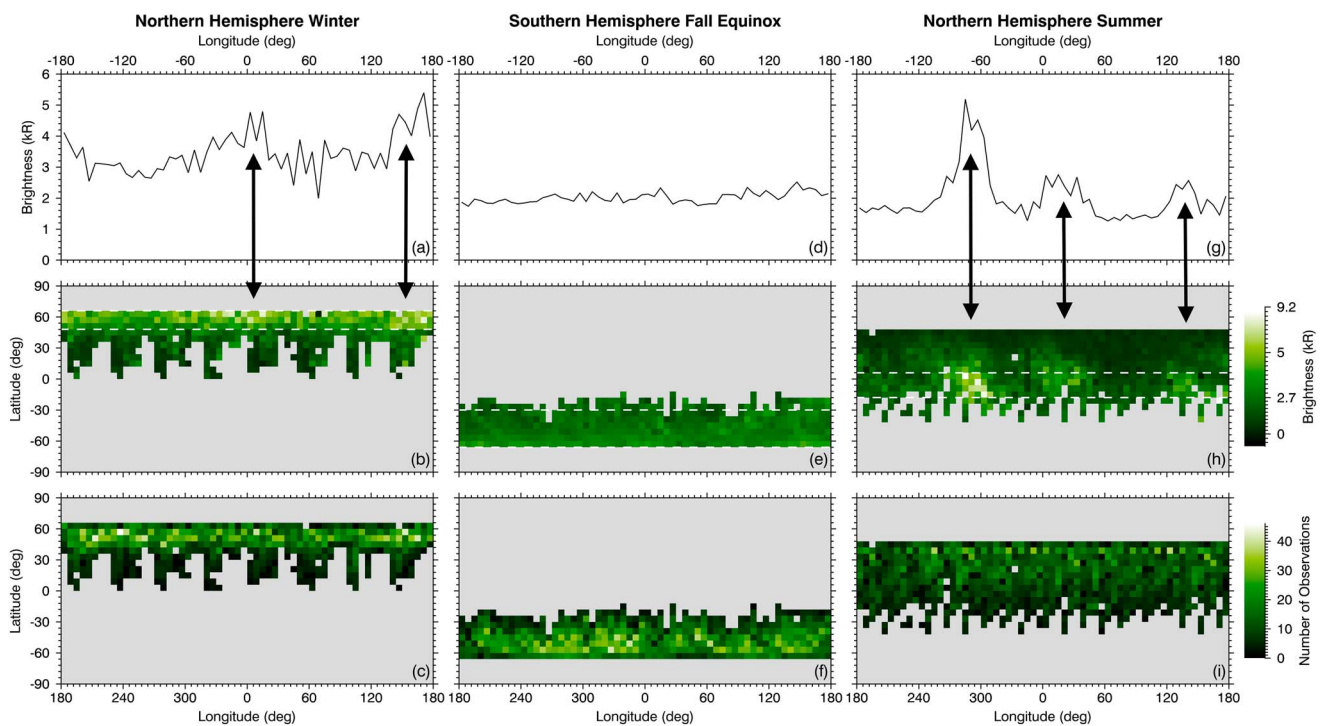 Northern Hemisphere Winter
Southern Hemisphere Fall Equinox
Northern Hemisphere Summer
Longitude (deg)
Longitude (deg)
Longitude (deg)
-180 -120 -60 0 60 120 180
-180 -120 -60 0 60 120 180
-180 -120 -60 0 60 120 180
6
5
4
3
2
1
0
Brightness (kR)
(a)
(d)
(g)
90
60
30
0
-30
-60
-90
Latitude (deg)
(b)
(e)
(h)
9.2
5
2.7
0
Brightness (kR)
90
60
30
0
-30
-60
-90
Latitude (deg)
(c)
(f)
(i)
40
30
20
10
0
Number of Observations
180 240 300 0 60 120 180
180 240 300 0 60 120 180
180 240 300 0 60 120 180
Longitude (deg)
Longitude (deg)
Longitude (deg)